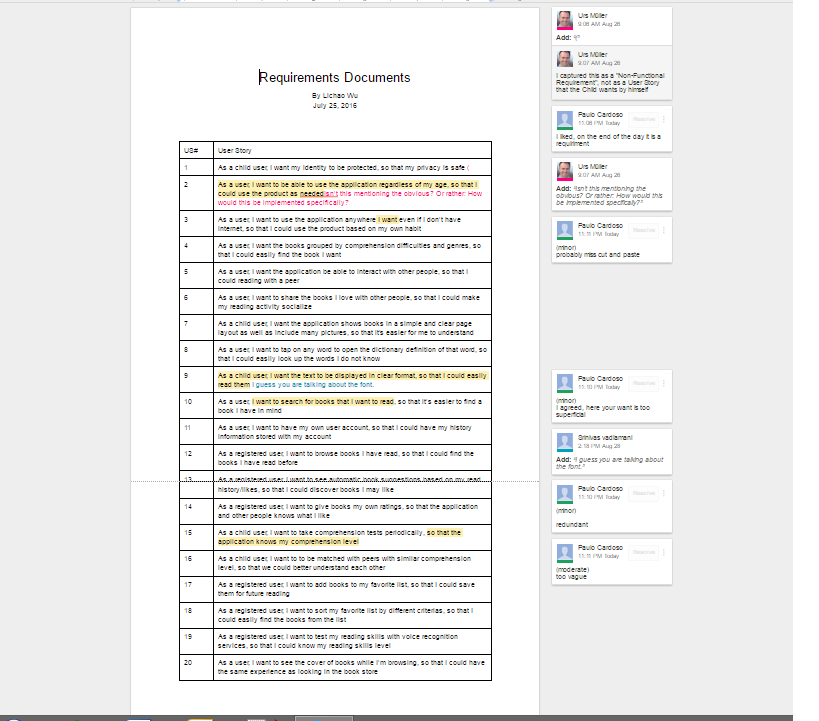 Requirements Documents
By Lichao Wu
July 25, 2016
US#
User Story
1
As a child user, I want my identity to be protected, so that my privacy is safe (
2
As a user, I want to be able to use the application regardless of my age, so that I
could use the product as neededisn't this mentioning the obvious? Or rather: How
would this be implemented specifically?
3
As a user, I want to use the application anywhere I want even if I don't have
internet, so that I could use the product based on my own habit
4
As a user, I want the books grouped by comprehension difficulties and genres, so
that I could easily find the book I want
5
As a user, I want the application be able to interact with other people, so that I
could reading with a peer
6
As a user, I want to share the books I love with other people, so that I could make
my reading activity socialize
7
As a child user, I want the application shows books in a simple and clear page
layout as well as include many pictures, so that it's easier for me to understand
8
As a user, I want to tap on any word to open the dictionary definition of that word, so
that I could easily look up the words I do not know
9
As a child user, I want the text to be displayed in clear format, so that I could easily
read them I guess you are talking about the font.
10
As a user, I want to search for books that I want to read, so that it's easier to find a
book I have in mind
11
As a user, I want to have my own user account, so that I could have my history
information stored with my account
12
As a registered user, I want to browse books I have read, so that I could find the
books I have read before
13
As a registered user, I want to see automatic book suggestions based on my read
history/likes, so that I could discover books I may like
14
As a registered user, I want to give books my own ratings, so that the application
and other people knows what I like
15
As a child user, I want to take comprehension tests periodically, so that the
application knows my comprehension level
16
As a child user, I want to to be matched with peers with similar comprehension
level, so that we could better understand each other
17
As a registered user, I want to add books to my favorite list, so that I could save
them for future reading
18
As a registered user, I want to sort my favorite list by different criterias, so that I
could easily find the books from the list
19
As a registered user, I want to test my reading skills with voice recognition
services, so that I could know my reading skills level
20
As a user, I want to see the cover of books while I'm browsing, so that I could have
the same experience as looking in the book store
Urs Müller
9:06 AM Aug 26
Add:
Urs Müller
9:07 AM Aug 26
I captured this as a "Non-Functional
Requirement", not as a User Story
that the Child wants by himself
Paulo Cardoso
11:08 PM Today
Resolve
I liked, on the end of the day it is a
requiriment
Urs Müller
9:07 AM Aug 26
Add: "isn't this mentioning the
obvious? Or rather: How would this
be implemented specifically?"
Paulo Cardoso
11:11 PM Today
Resolve
(minor)
probably miss cut and paste
Paulo Cardoso
11:10 PM Today
Resolve
(minor)
I agreed, here your want is too
superficial
Srinivas vadlamani
2:18 PM Aug 28
Add: "I guess you are talking about
the font."
Paulo Cardoso
11:10 PM Today
Resolve
(minor)
redundant
Paulo Cardoso
11:11 PM Today
Resolve
(moderate)
too vague